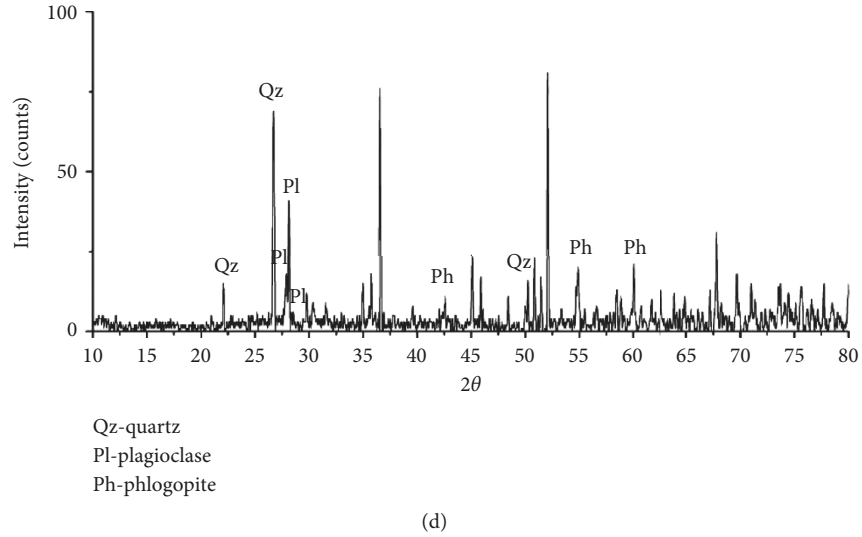 100
Qz
Pl
Intensity (counts)
50
Pl
Qz
Ph
Ph
Qz
Pl
Ph
0
10 15 20 25 30 35 40 45 50 55 60 65 70 75 80
2θ
Qz-quartz
Pl-plagioclase
Ph-phlogopite
(d)